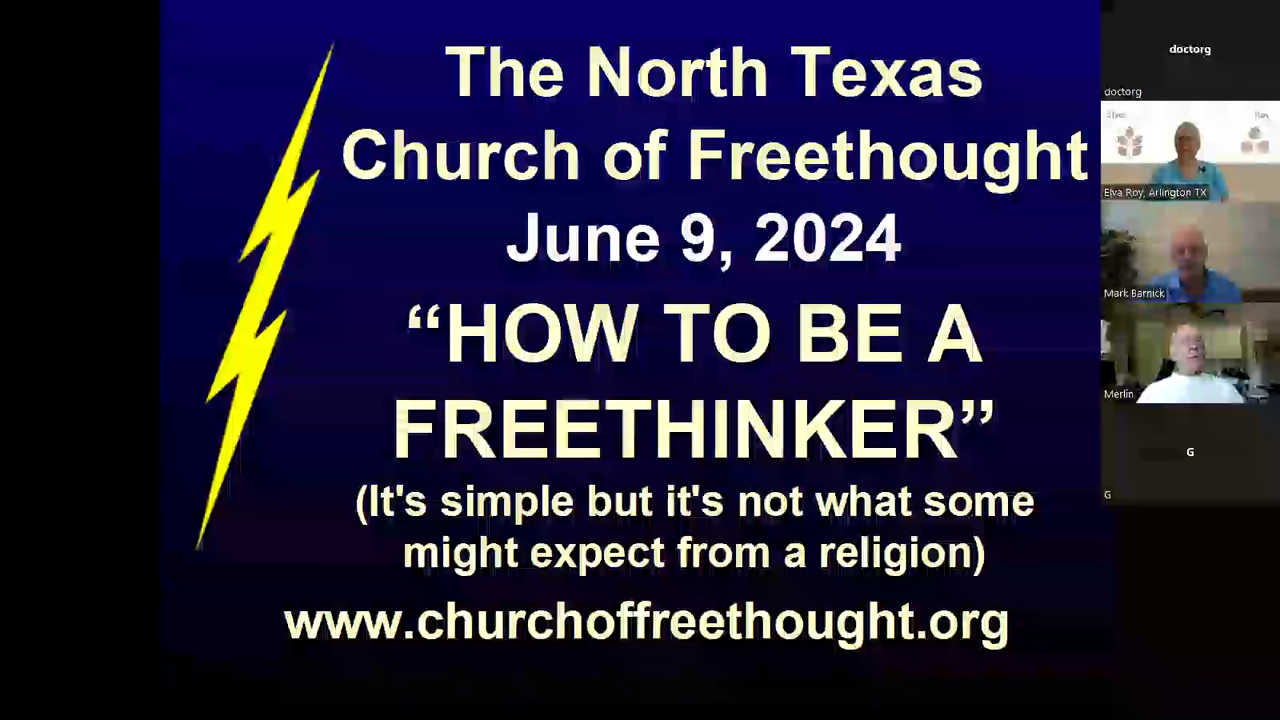 The North Texas
Church of Freethought
June 9, 2024
“HOW TO BE A
FREETHINKER”
(It's simple but it's not what some
might expect from a religion)
www.churchoffreethought.org
doctorg
doctorg
Elva Roy, Arlington TX
Mark Barnick
Merlin
G
G